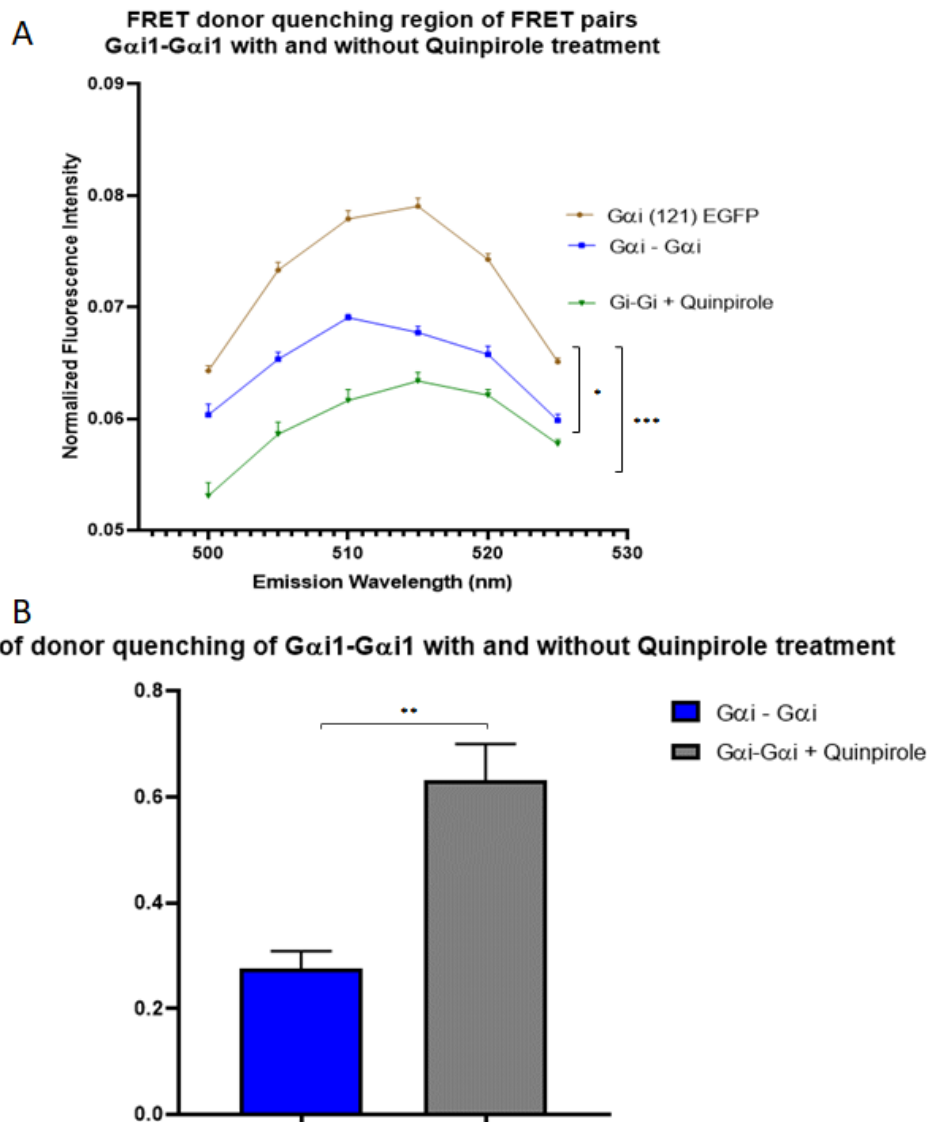 A
FRET donor quenching region of FRET pairs
Gαi1-Gαi1 with and without Quinpirole treatment
0.09
0.08
0.07
0.06
0.05
Normalized Fluorescence Intensity
500
510
520
530
Emission Wavelength (nm)
Gαi (121) EGFP
Gαi - Gαi
Gi-Gi + Quinpirole
*
***
B
of donor quenching of Gαi1-Gαi1 with and without Quinpirole treatment
0.8
0.6
0.4
0.2
0.0
**
Gαi - Gαi
Gαi-Gαi + Quinpirole